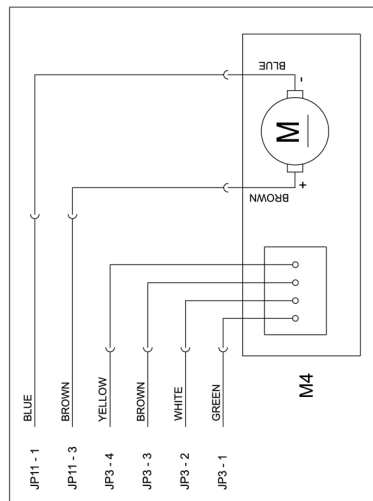 BLUE
-
M
+
BROWN
M4
BLUE
BROWN
YELLOW
BROWN
WHITE
GREEN
JP11 - 1
JP11 - 3
JP3 - 4
JP3 - 3
JP3 - 2
JP3 - 1